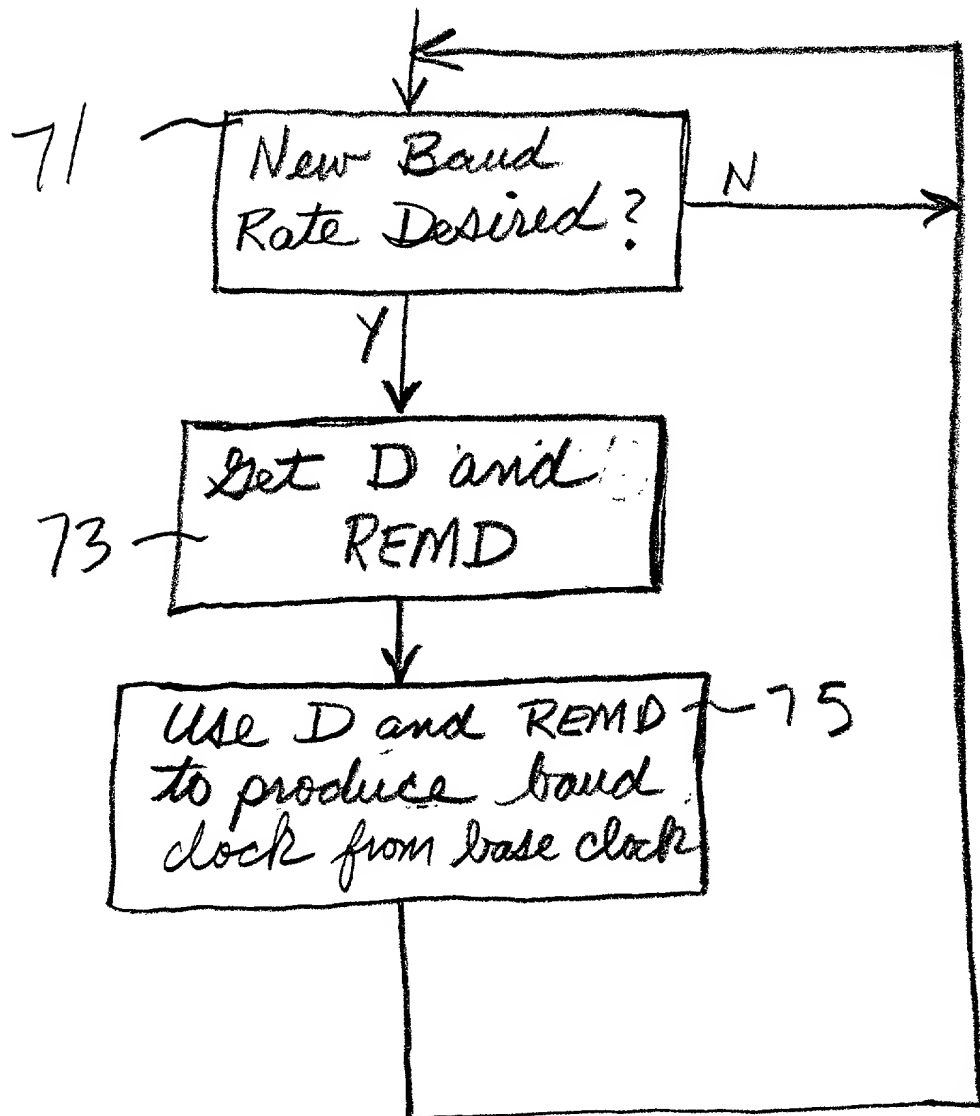 71
New Baud
Rate Desired?
N
Y
Get D and
REMD
73
Use D and REMD
75
to produce baud
clock from base clock